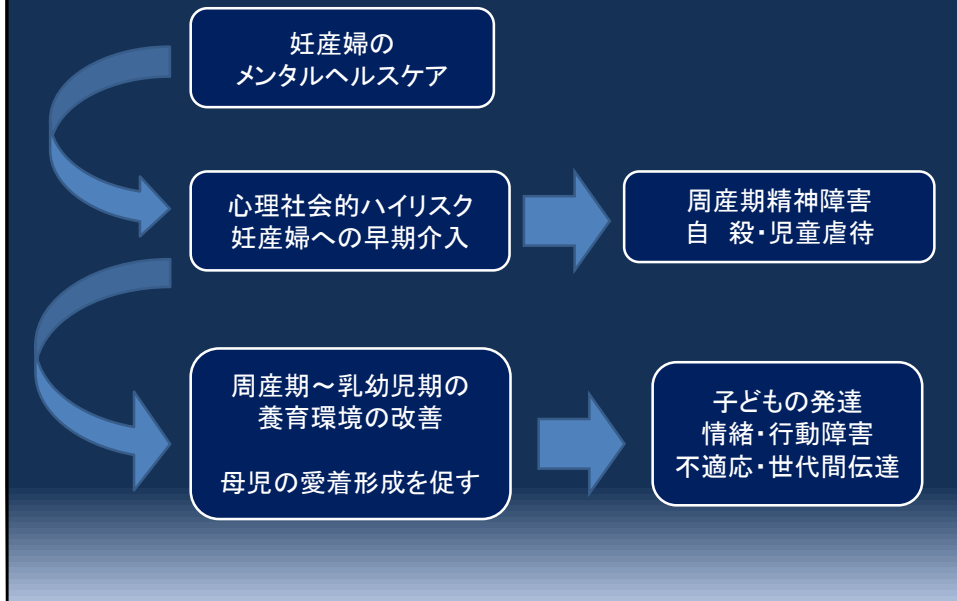 妊産婦の
メンタルヘルスケア
心理社会的ハイリスク
妊産婦への早期介入
周産期精神障害
自　殺・児童虐待
周産期～乳幼児期の
養育環境の改善
母児の愛着形成を促す
子どもの発達
情緒・行動障害
不適応・世代間伝達